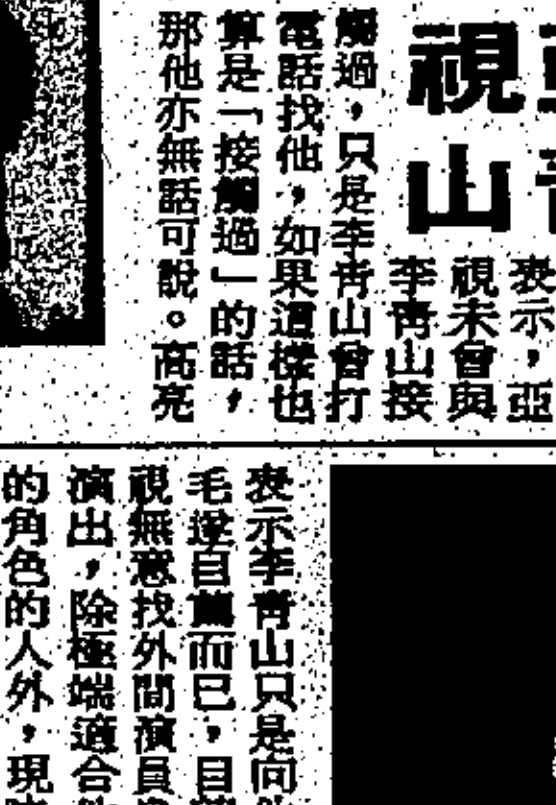 視
山
表示，亞
視未曾與
李青山接
觸過，只是李青山曾打
電話找他，如果這樣也
算是「接觸過」的話，
那他亦無話可說。高亮
表示李青山只是向
毛遂自薦而已，目
視無意找外間演員
演出，除極端適合
的角色的人外，現